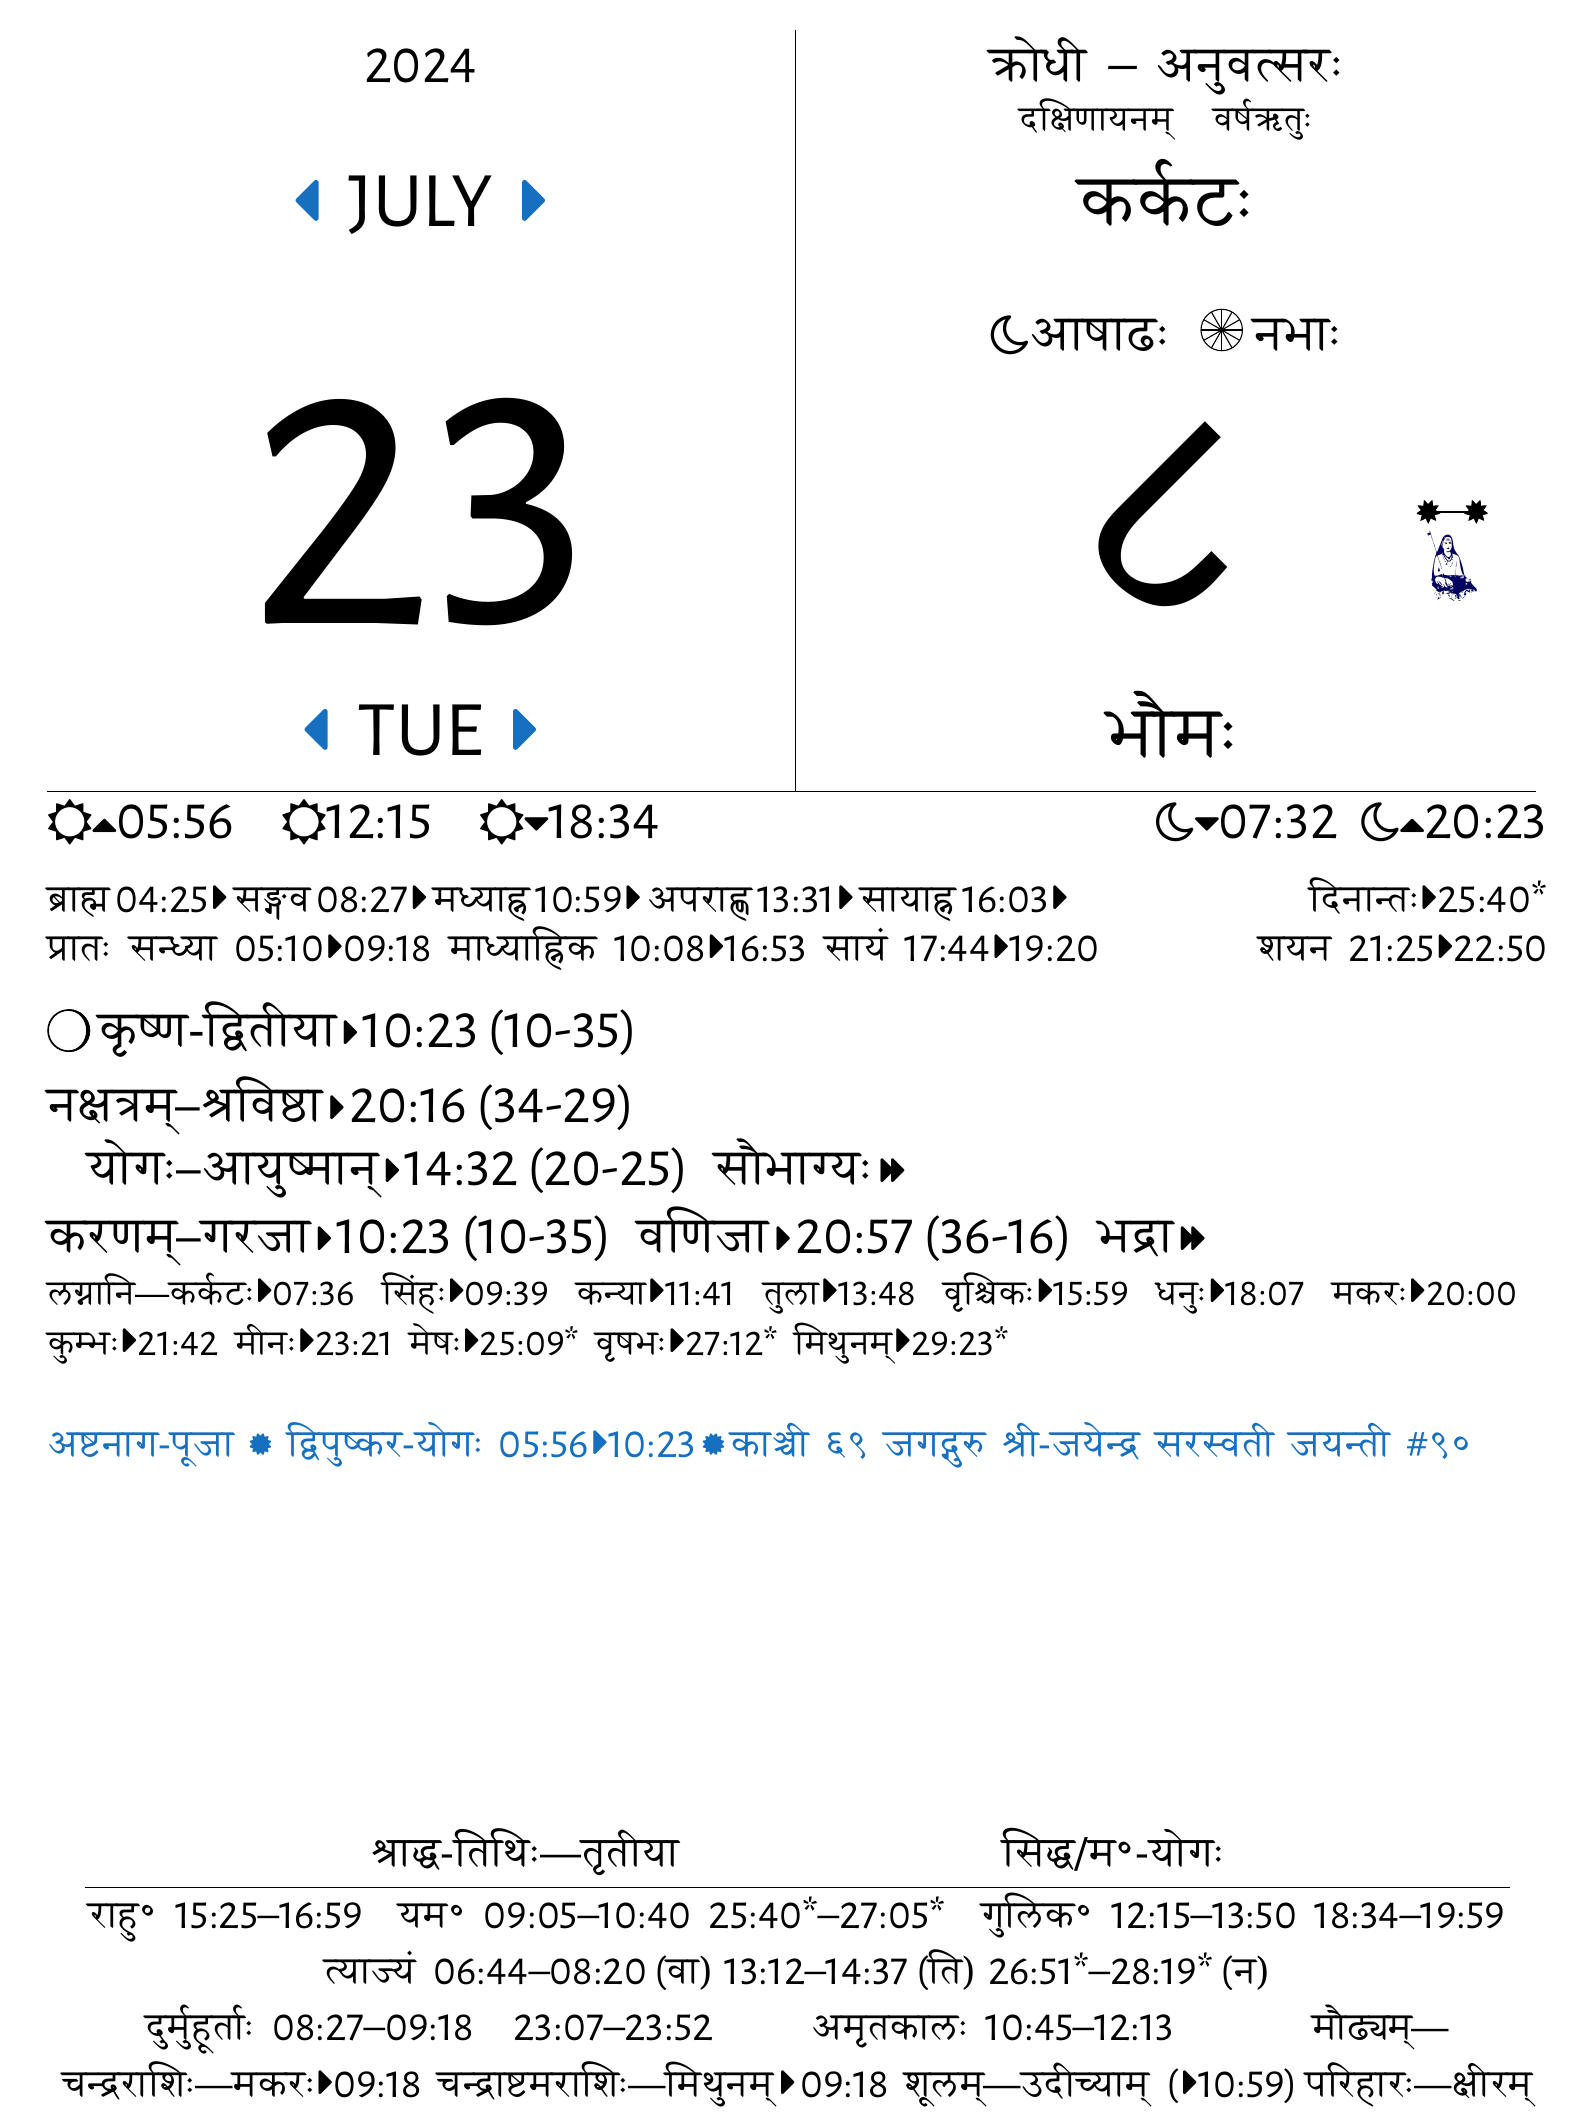 2024
JULY
23
TUE
क्रोधी – अनुवत्सरः
दक्षिणायनम् वर्षऋतुः
कर्कटः
आषाढः नभाः
८
भौमः
05:56 12:15 18:34 07:32 20:23
ब्राह्म 04:25 सङ्गव 08:27 मध्याह्न 10:59 अपराह्ण 13:31 सायाह्न 16:03 दिनान्तः 25:40*
प्रातः सन्ध्या 05:10 09:18 माध्याह्निक 10:08 16:53 सायं 17:44 19:20 शयन 21:25 22:50
कृष्ण-द्वितीया 10:23 (10-35)
नक्षत्रम्–श्रविष्ठा 20:16 (34-29)
योगः–आयुष्मान् 14:32 (20-25) सौभाग्यः
करणम्–गरजा 10:23 (10-35) वणिजा 20:57 (36-16) भद्रा
लग्नानि—कर्कटः 07:36 सिंहः 09:39 कन्या 11:41 तुला 13:48 वृश्चिकः 15:59 धनुः 18:07 मकरः 20:00
कुम्भः 21:42 मीनः 23:21 मेषः 25:09* वृषभः 27:12* मिथुनम् 29:23*
अष्टनाग-पूजा द्विपुष्कर-योगः 05:56 10:23 काञ्ची ६९ जगद्गुरु श्री-जयेन्द्र सरस्वती जयन्ती #९०
श्राद्ध-तिथिः—तृतीया सिद्ध/म°-योगः
राहु° 15:25–16:59 यम° 09:05–10:40 25:40*–27:05* गुलिक° 12:15–13:50 18:34–19:59
त्याज्यं 06:44–08:20 (वा) 13:12–14:37 (ति) 26:51*–28:19* (न)
दुर्मुहूर्ताः 08:27–09:18 23:07–23:52 अमृतकालः 10:45–12:13 मौढ्यम्—
चन्द्रराशिः—मकरः 09:18 चन्द्राष्टमराशिः—मिथुनम् 09:18 शूलम्—उदीच्याम् (10:59) परिहारः—क्षीरम्